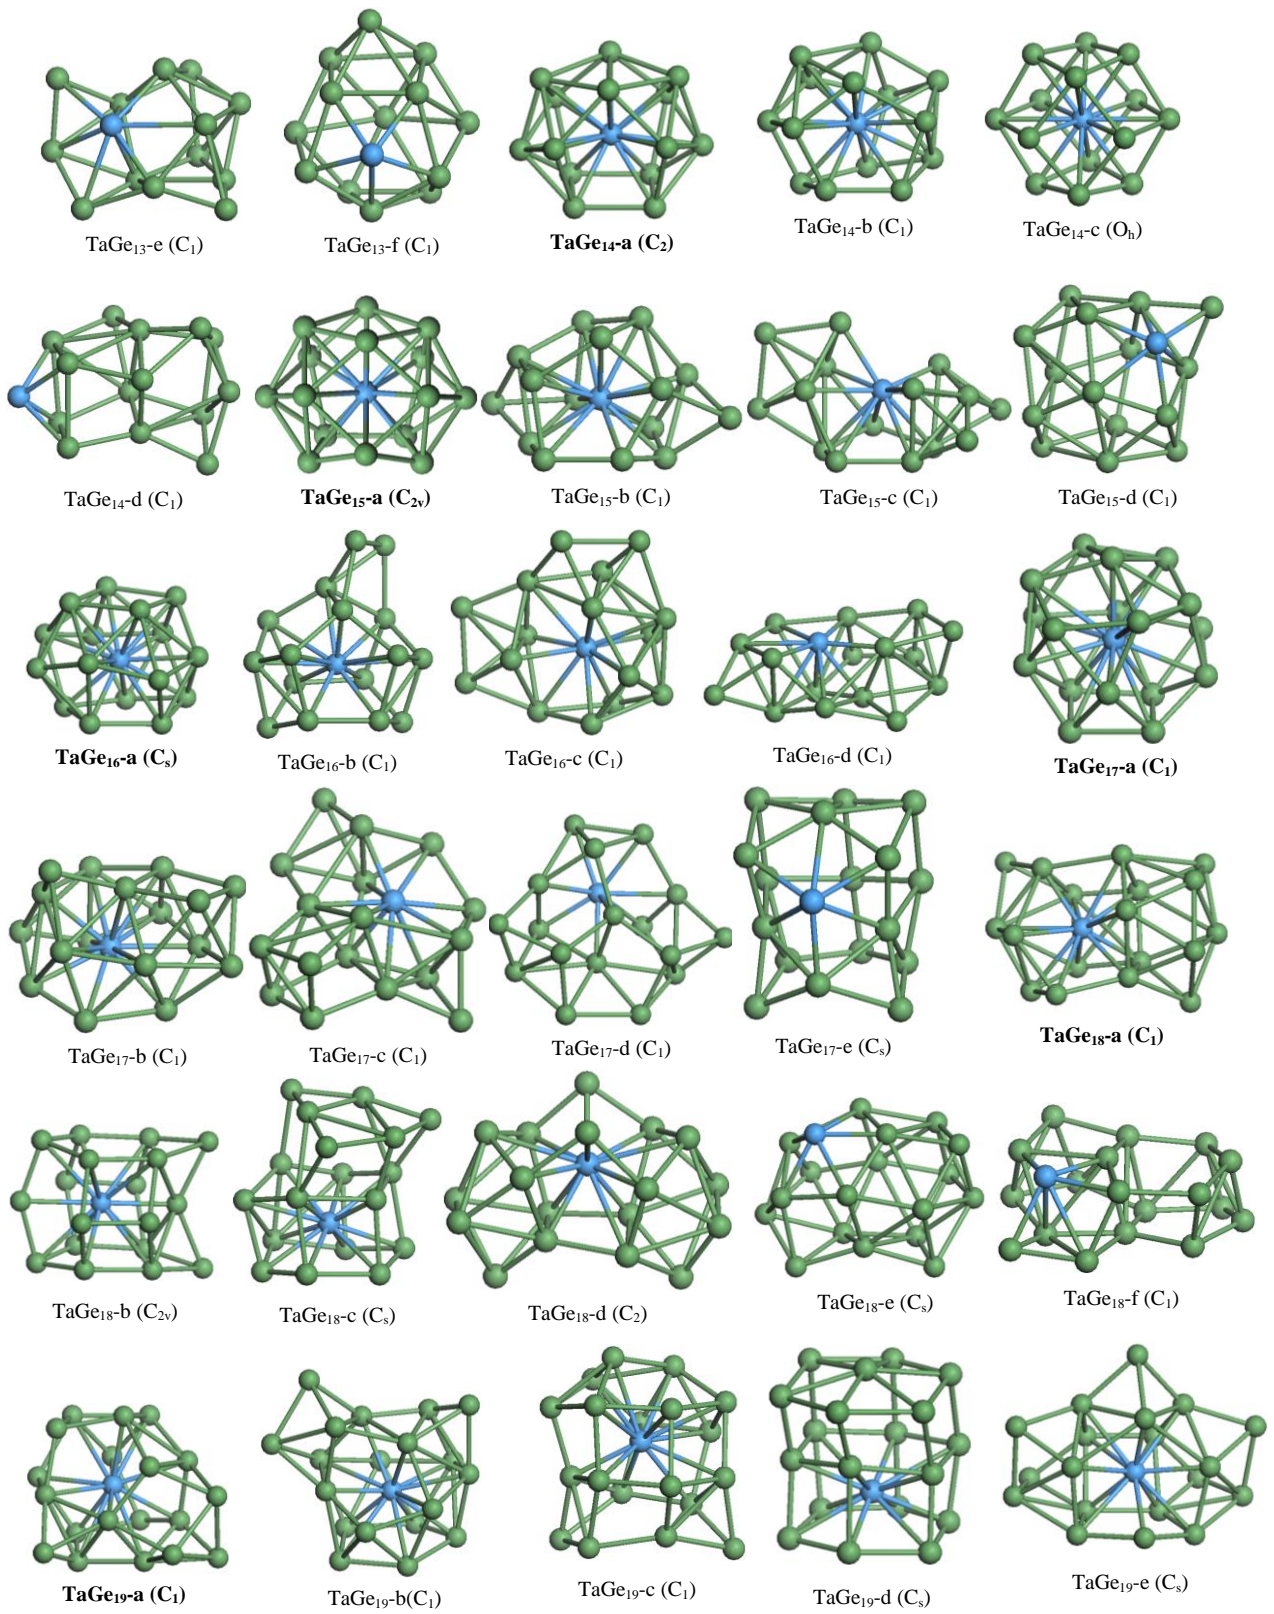 TaGe₁₃-e (C₁)
TaGe₁₃-f (C₁)
TaGe₁₄-a (C₂)
TaGe₁₄-b (C₁)
TaGe₁₄-c (Oₕ)
TaGe₁₄-d (C₁)
TaGe₁₅-a (C₂ᵥ)
TaGe₁₅-b (C₁)
TaGe₁₅-c (C₁)
TaGe₁₅-d (C₁)
TaGe₁₆-a (Cₛ)
TaGe₁₆-b (C₁)
TaGe₁₆-c (C₁)
TaGe₁₆-d (C₁)
TaGe₁₇-a (C₁)
TaGe₁₇-b (C₁)
TaGe₁₇-c (C₁)
TaGe₁₇-d (C₁)
TaGe₁₇-e (Cₛ)
TaGe₁₈-a (C₁)
TaGe₁₈-b (C₂ᵥ)
TaGe₁₈-c (Cₛ)
TaGe₁₈-d (C₂)
TaGe₁₈-e (Cₛ)
TaGe₁₈-f (C₁)
TaGe₁₉-a (C₁)
TaGe₁₉-b(C₁)
TaGe₁₉-c (C₁)
TaGe₁₉-d (Cₛ)
TaGe₁₉-e (Cₛ)